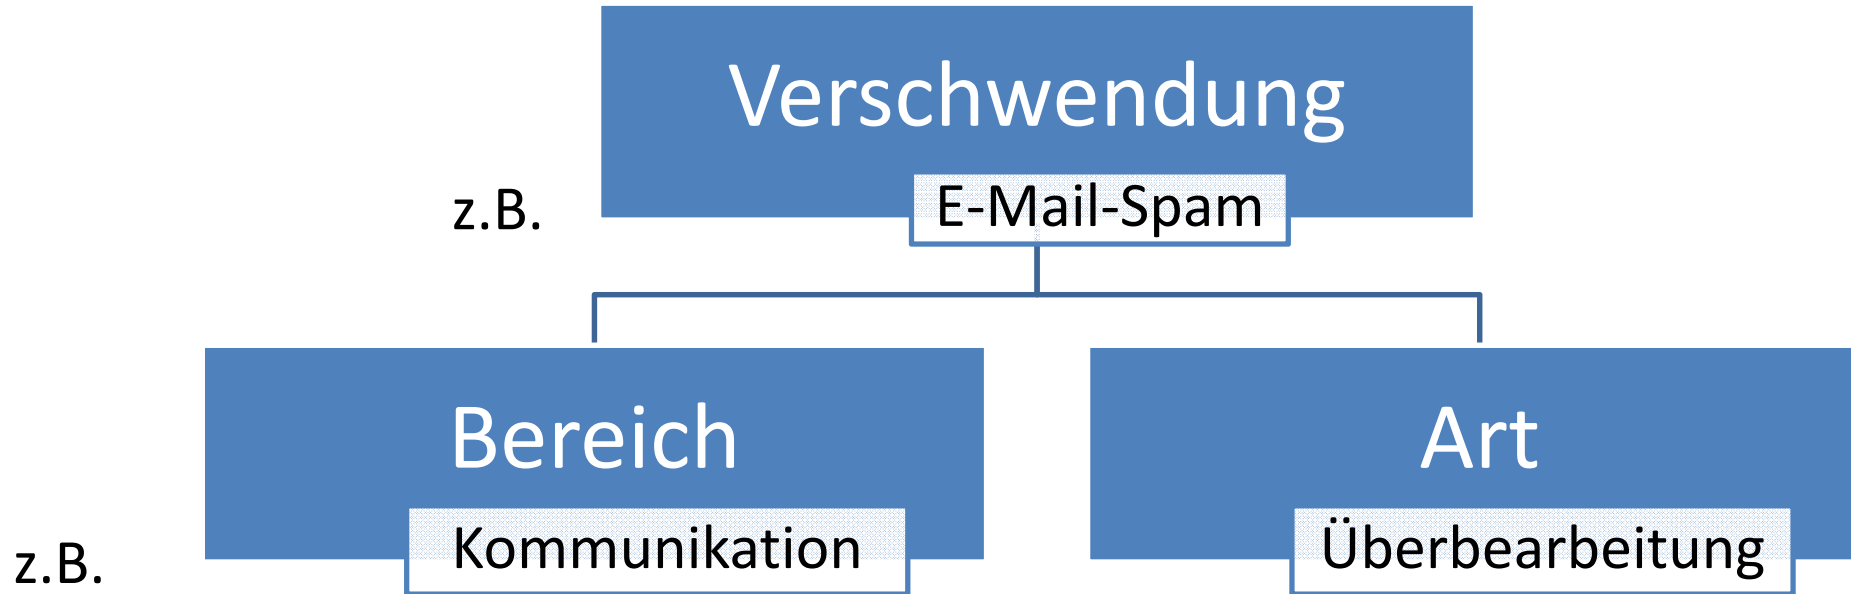 Verschwendung
z.B.
E-Mail-Spam
Bereich
Art
z.B.
Kommunikation
Überbearbeitung